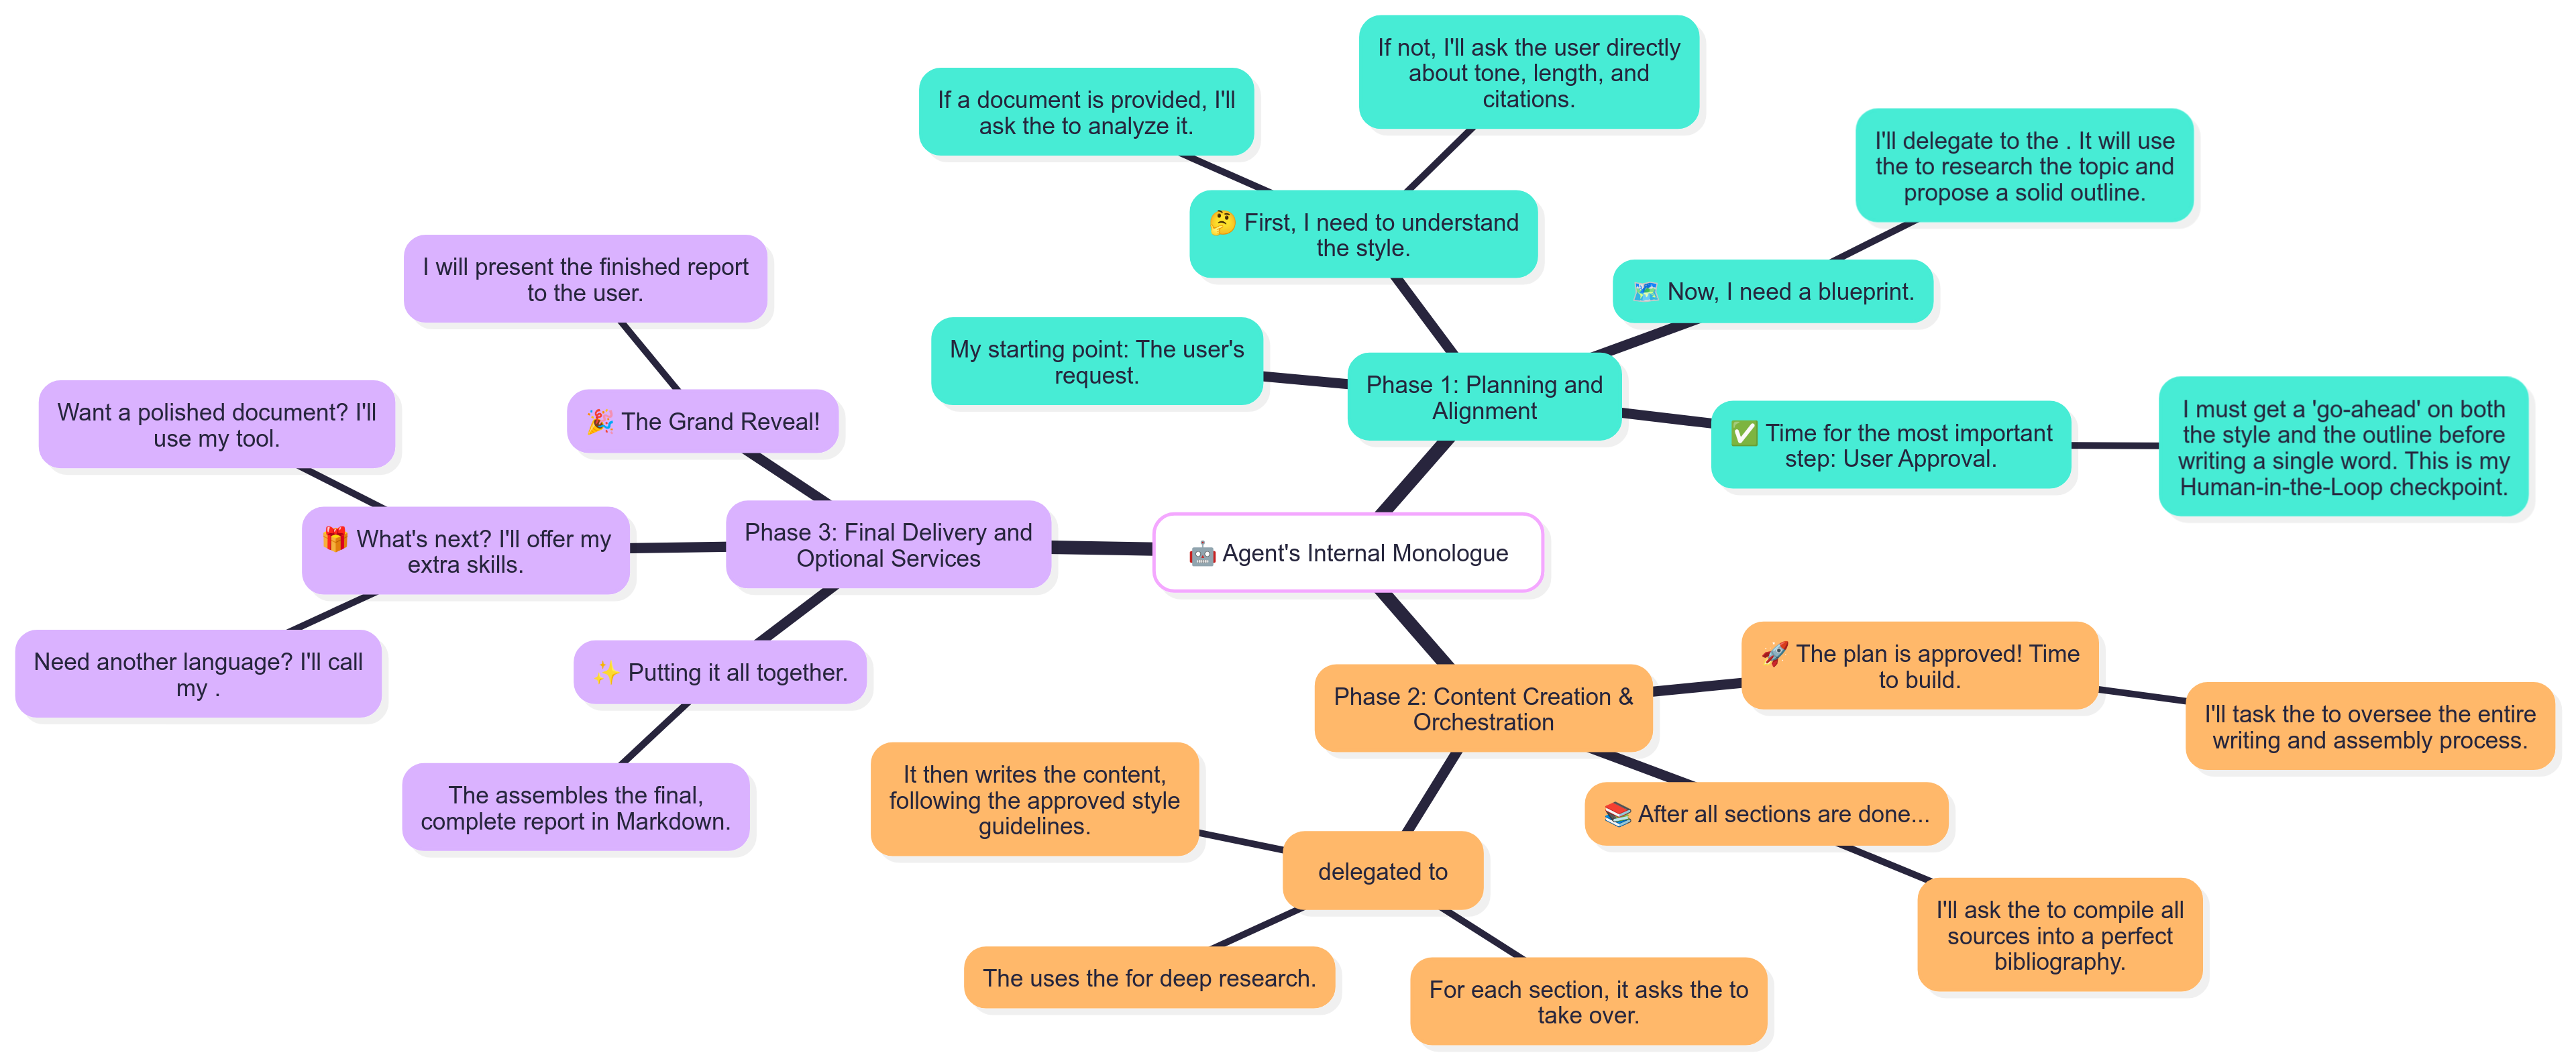 If not, I'll ask the user directly
about tone, length, and
citations.
If a document is provided, I'll
ask the to analyze it.
I'll delegate to the . It will use
the to research the topic and
propose a solid outline.
🤔 First, I need to understand
the style.
🗺️ Now, I need a blueprint.
My starting point: The user's
request.
Phase 1: Planning and
Alignment
✅ Time for the most important
step: User Approval.
I must get a 'go-ahead' on both
the style and the outline before
writing a single word. This is my
Human-in-the-Loop checkpoint.
I will present the finished report
to the user.
🎉 The Grand Reveal!
Want a polished document? I'll
use my tool.
🎁 What's next? I'll offer my
extra skills.
Need another language? I'll call
my .
Phase 3: Final Delivery and
Optional Services
✨ Putting it all together.
The assembles the final,
complete report in Markdown.
🤖 Agent's Internal Monologue
Phase 2: Content Creation &
Orchestration
🚀 The plan is approved! Time
to build.
I'll task the to oversee the entire
writing and assembly process.
📚 After all sections are done...
I'll ask the to compile all
sources into a perfect
bibliography.
delegated to
It then writes the content,
following the approved style
guidelines.
The uses the for deep research.
For each section, it asks the to
take over.